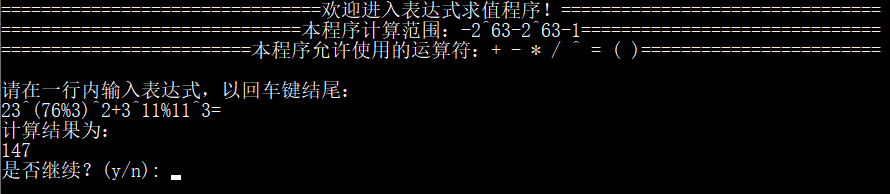 ================================欢迎进入表达式求值程序！================================
==============================本程序计算范围：-2^63-2^63-1==============================
=========================本程序允许使用的运算符：+ - * / ^ = ( )========================
请在一行内输入表达式，以回车键结尾：
23^(76%3)^2+3^11%11^3=
计算结果为：
147
是否继续？(y/n):